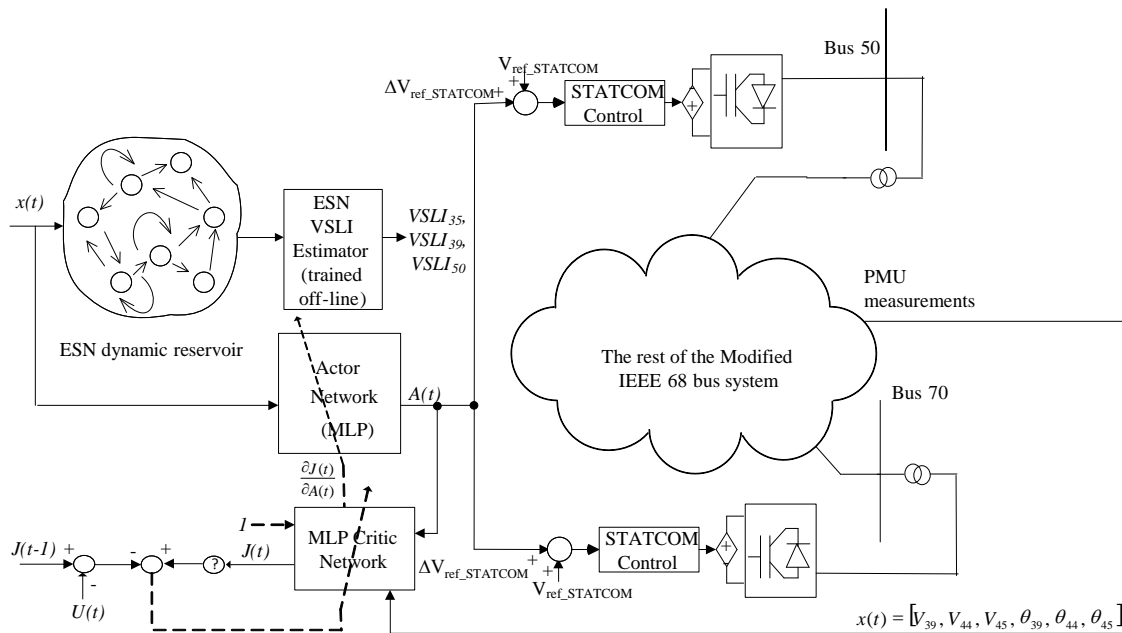 Bus 50
V_ref_STATCOM
+
ΔV_ref_STATCOM +
STATCOM
Control
+
x(t)
ESN
VSLI
Estimator
(trained
off-line)
VSLI_35,
VSLI_39,
VSLI_50
ESN dynamic reservoir
PMU
measurements
The rest of the Modified
IEEE 68 bus system
Actor
Network
(MLP)
A(t)
Bus 70
∂J(t)
∂A(t)
1
MLP Critic
Network
J(t-1)
+
-
U(t)
-
+
?
J(t)
ΔV_ref_STATCOM
+
+
V_ref_STATCOM
STATCOM
Control
+
x(t) = [V_39, V_44, V_45, θ_39, θ_44, θ_45]